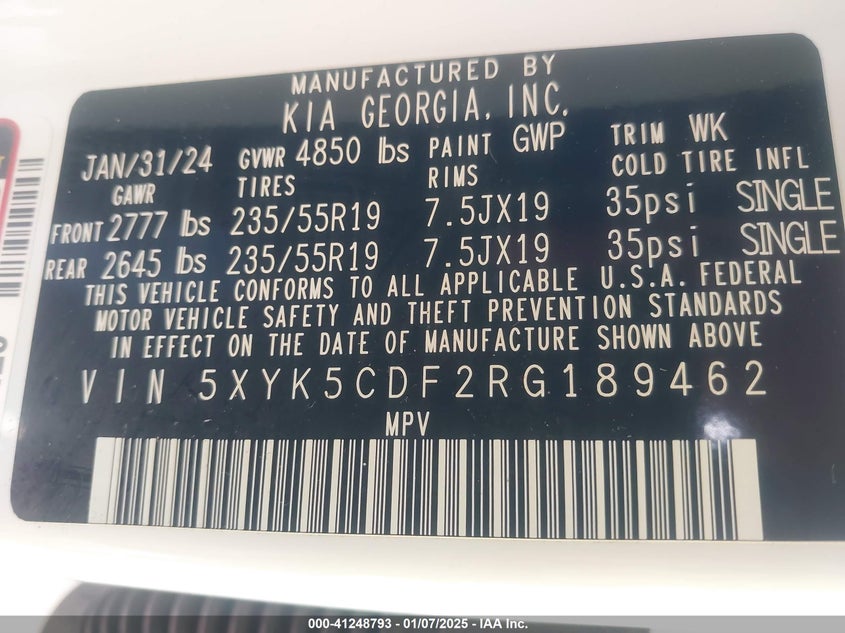 MANUFACTURED BY
KIA GEORGIA, INC.
JAN/31/24 GVWR 4850 lbs PAINT GWP TRIM WK
GAWR TIRES RIMS COLD TIRE INFL
FRONT 2777 lbs 235/55R19 7.5JX19 35psi SINGLE
REAR 2645 lbs 235/55R19 7.5JX19 35psi SINGLE
THIS VEHICLE CONFORMS TO ALL APPLICABLE U.S.A. FEDERAL
MOTOR VEHICLE SAFETY AND THEFT PREVENTION STANDARDS
IN EFFECT ON THE DATE OF MANUFACTURE SHOWN ABOVE
VIN 5XYK5CDF2RG189462
MPV
000-41248793 — 01/07/2025 — IAA Inc.